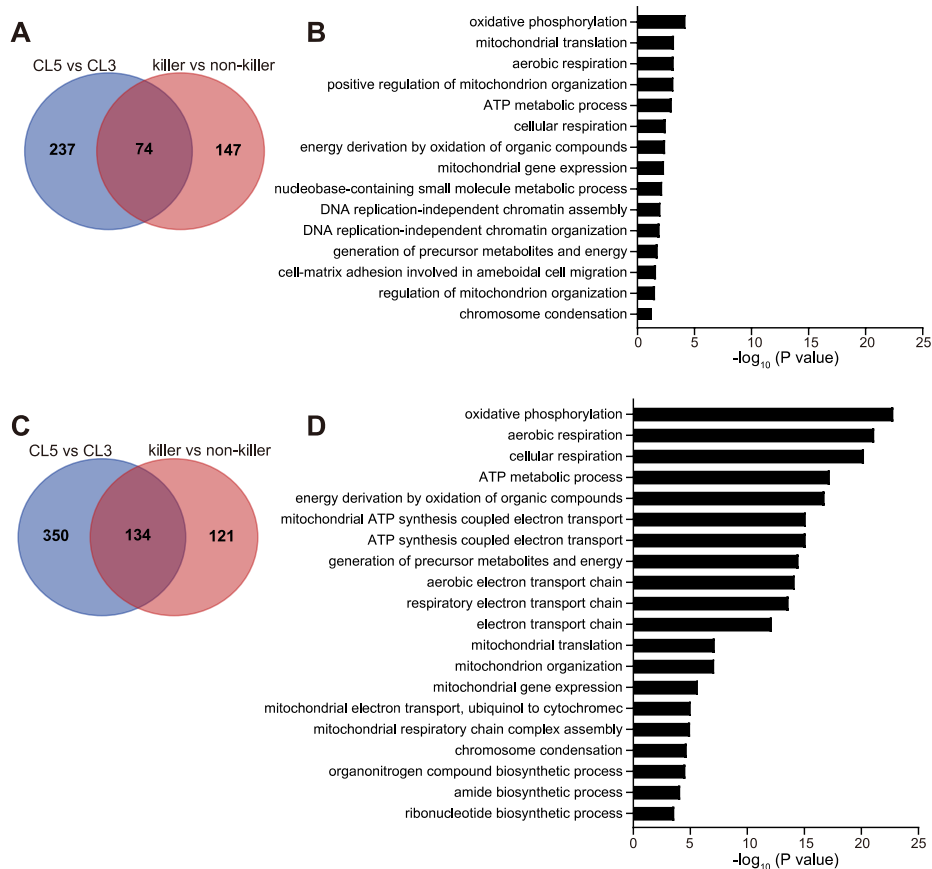 A
CL5 vs CL3
killer vs non-killer
237
74
147
B
oxidative phosphorylation
mitochondrial translation
aerobic respiration
positive regulation of mitochondrion organization
ATP metabolic process
cellular respiration
energy derivation by oxidation of organic compounds
mitochondrial gene expression
nucleobase-containing small molecule metabolic process
DNA replication-independent chromatin assembly
DNA replication-independent chromatin organization
generation of precursor metabolites and energy
cell-matrix adhesion involved in ameboidal cell migration
regulation of mitochondrion organization
chromosome condensation
0 5 10 15 20 25
-log10 (P value)
C
CL5 vs CL3
killer vs non-killer
350
134
121
D
oxidative phosphorylation
aerobic respiration
cellular respiration
ATP metabolic process
energy derivation by oxidation of organic compounds
mitochondrial ATP synthesis coupled electron transport
ATP synthesis coupled electron transport
generation of precursor metabolites and energy
aerobic electron transport chain
respiratory electron transport chain
electron transport chain
mitochondrial translation
mitochondrion organization
mitochondrial gene expression
mitochondrial electron transport, ubiquinol to cytochromec
mitochondrial respiratory chain complex assembly
chromosome condensation
organonitrogen compound biosynthetic process
amide biosynthetic process
ribonucleotide biosynthetic process
0 5 10 15 20 25
-log10 (P value)